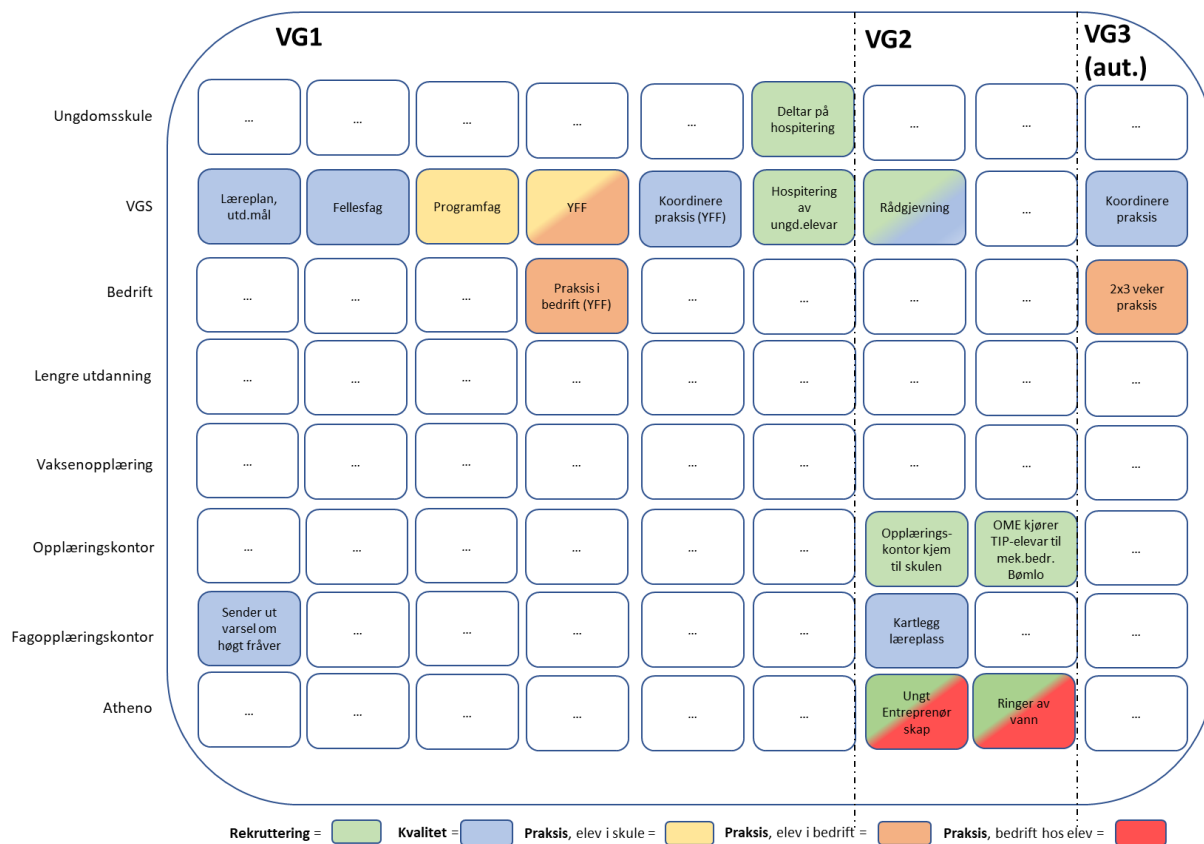 VG1
VG2
VG3
(aut.)
Ungdomsskule
...
...
...
...
...
Deltar på
hospitering
...
...
...
VGS
Læreplan,
utd.mål
Fellesfag
Programfag
YFF
Koordinere
praksis (YFF)
Hospitering
av
ungd.elevar
Rådgjevning
...
Koordinere
praksis
Bedrift
...
...
...
Praksis i
bedrift (YFF)
...
...
...
...
2x3 veker
praksis
Lengre utdanning
...
...
...
...
...
...
...
...
...
Vaksenopplæring
...
...
...
...
...
...
...
...
...
Opplæringskontor
...
...
...
...
...
...
Opplærings-
kontor kjem
til skulen
OME kjører
TIP-elevar til
mek.bedr.
Bømlo
...
Fagopplæringskontor
Sender ut
varsel om
høgt fråver
...
...
...
...
...
Kartlegg
læreplass
...
...
Atheno
...
...
...
...
...
...
Ungt
Entreprenør
skap
Ringer av
vann
...
Rekruttering =
Kvalitet =
Praksis, elev i skule =
Praksis, elev i bedrift =
Praksis, bedrift hos elev =